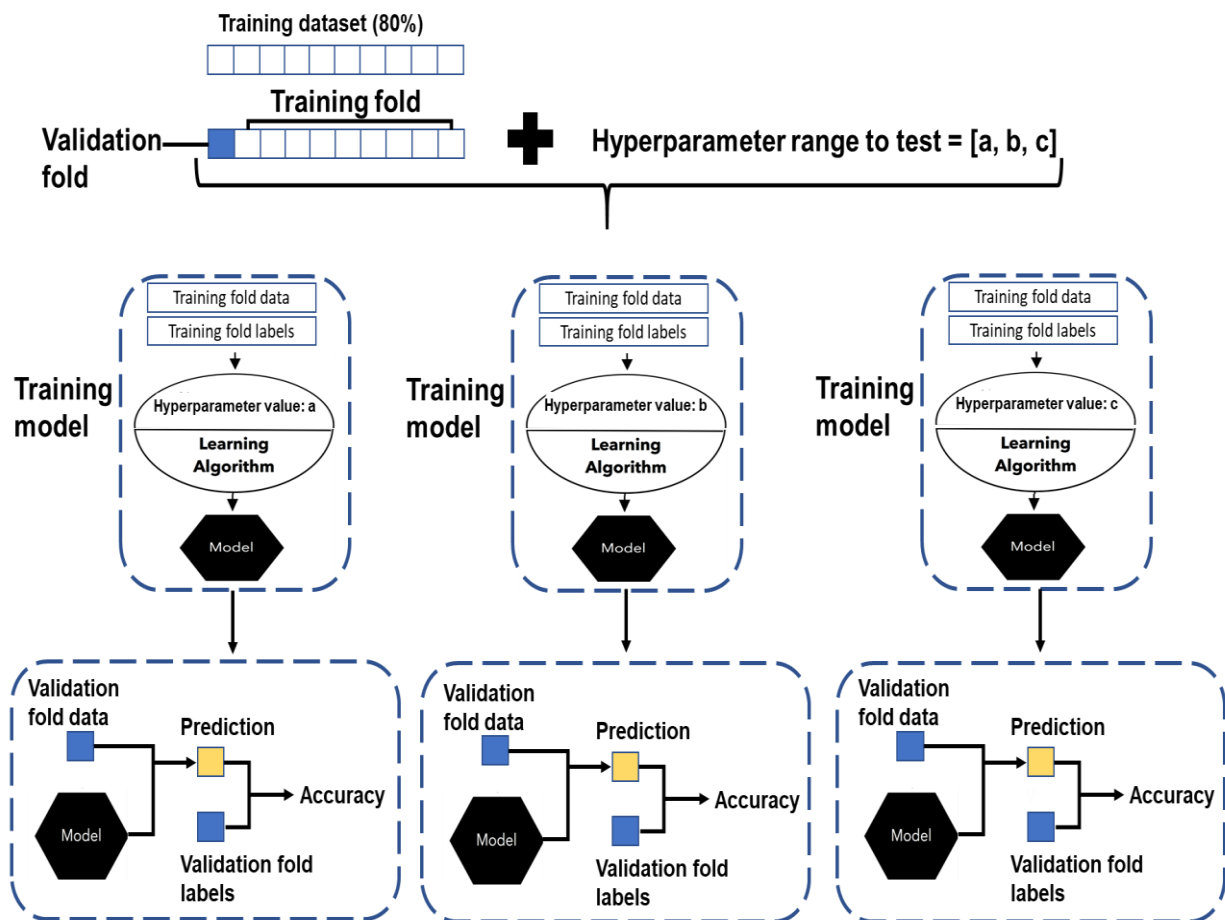 Training dataset (80%)
Training fold
Validation
fold
Hyperparameter range to test = [a, b, c]
Training fold data
Training fold labels
Training
model
Hyperparameter value: a
Learning
Algorithm
Model
Training fold data
Training fold labels
Training
model
Hyperparameter value: b
Learning
Algorithm
Model
Training fold data
Training fold labels
Training
model
Hyperparameter value: c
Learning
Algorithm
Model
Validation
fold data
Prediction
Accuracy
Model
Validation fold
labels
Validation
fold data
Prediction
Accuracy
Model
Validation fold
labels
Validation
fold data
Prediction
Accuracy
Model
Validation fold
labels